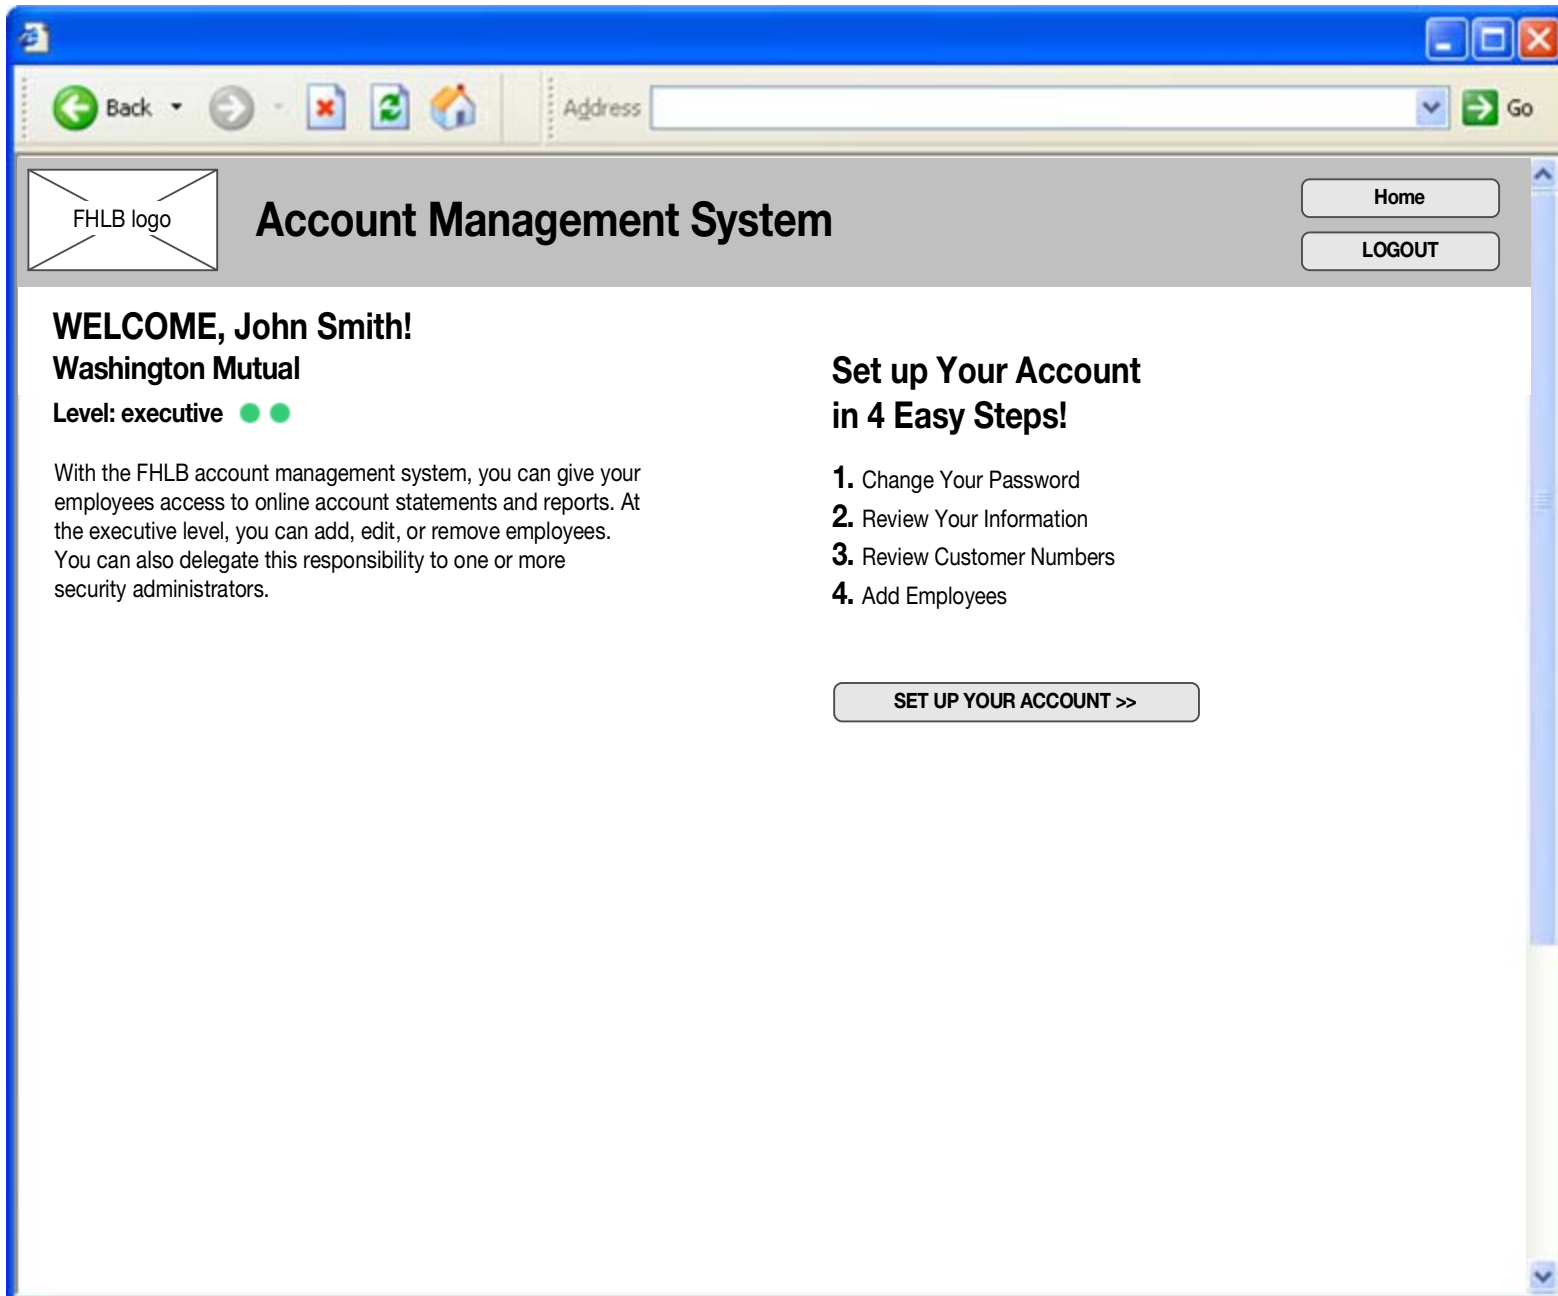 Back
Address
Go
FHLB logo
Account Management System
Home
LOGOUT
WELCOME, John Smith!
Washington Mutual
Level: executive
With the FHLB account management system, you can give your
employees access to online account statements and reports. At
the executive level, you can add, edit, or remove employees.
You can also delegate this responsibility to one or more
security administrators.
Set up Your Account
in 4 Easy Steps!
1. Change Your Password
2. Review Your Information
3. Review Customer Numbers
4. Add Employees
SET UP YOUR ACCOUNT >>